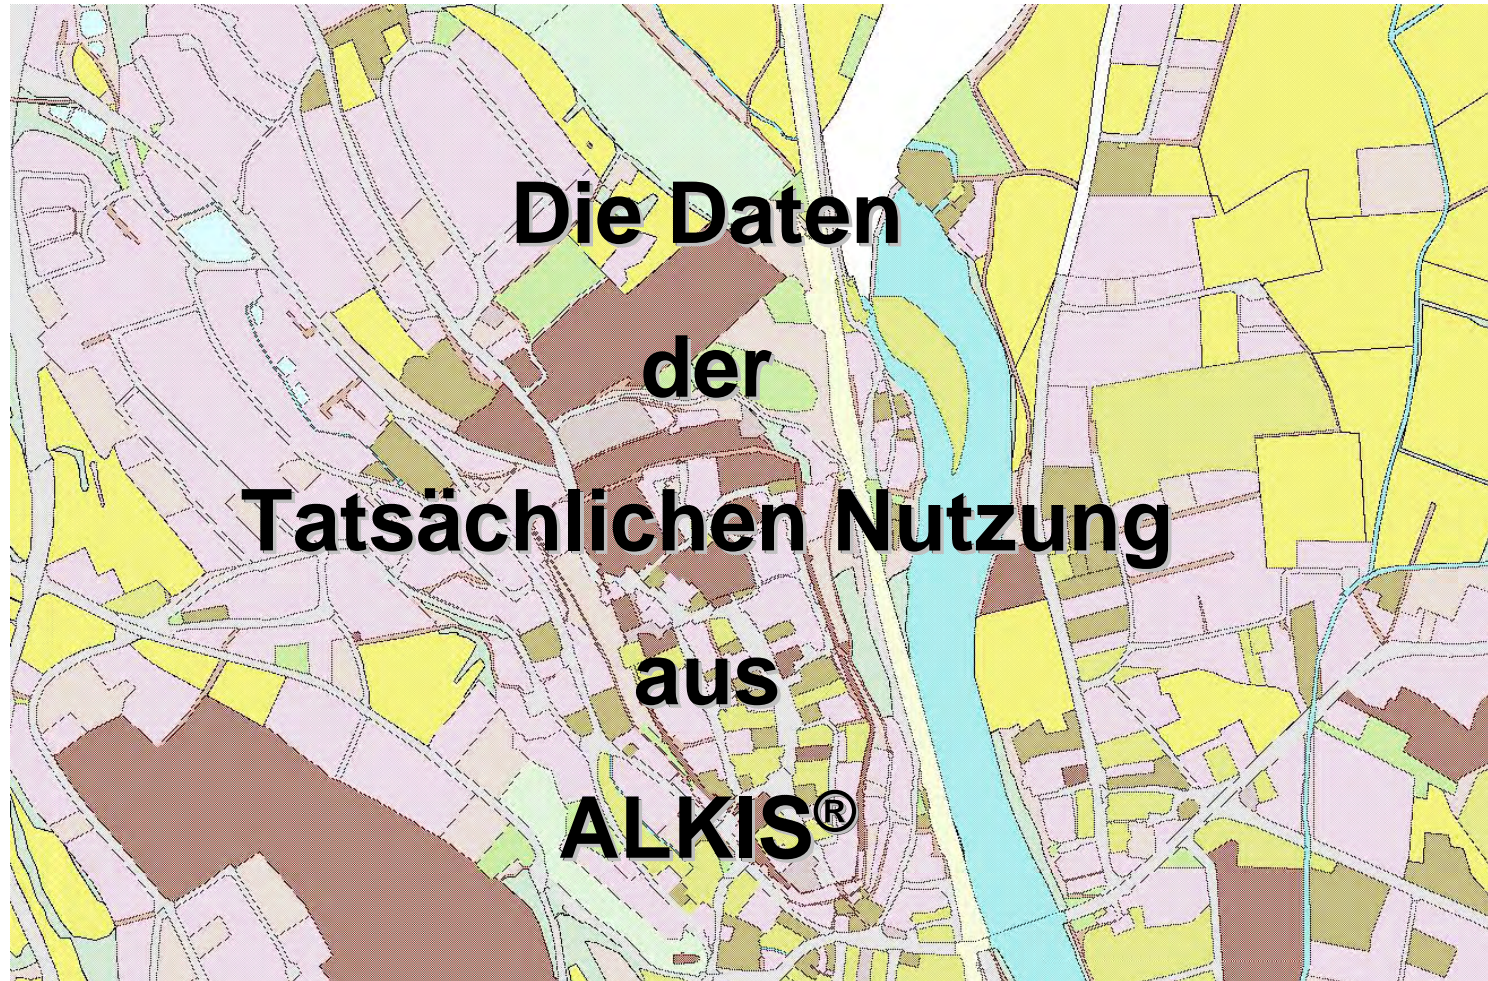 Die Daten
der
Tatsächlichen Nutzung
aus
ALKIS®